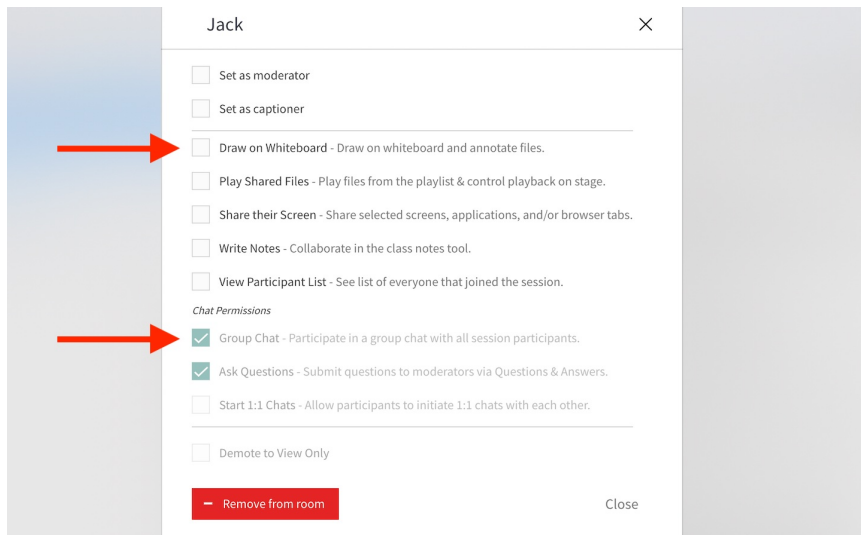 Jack
Set as moderator
Set as captioner
Draw on Whiteboard - Draw on whiteboard and annotate files.
Play Shared Files - Play files from the playlist & control playback on stage.
Share their Screen - Share selected screens, applications, and/or browser tabs.
Write Notes - Collaborate in the class notes tool.
View Participant List - See list of everyone that joined the session.
Chat Permissions
Group Chat - Participate in a group chat with all session participants.
Ask Questions - Submit questions to moderators via Questions & Answers.
Start 1:1 Chats - Allow participants to initiate 1:1 chats with each other.
Demote to View Only
Remove from room
Close